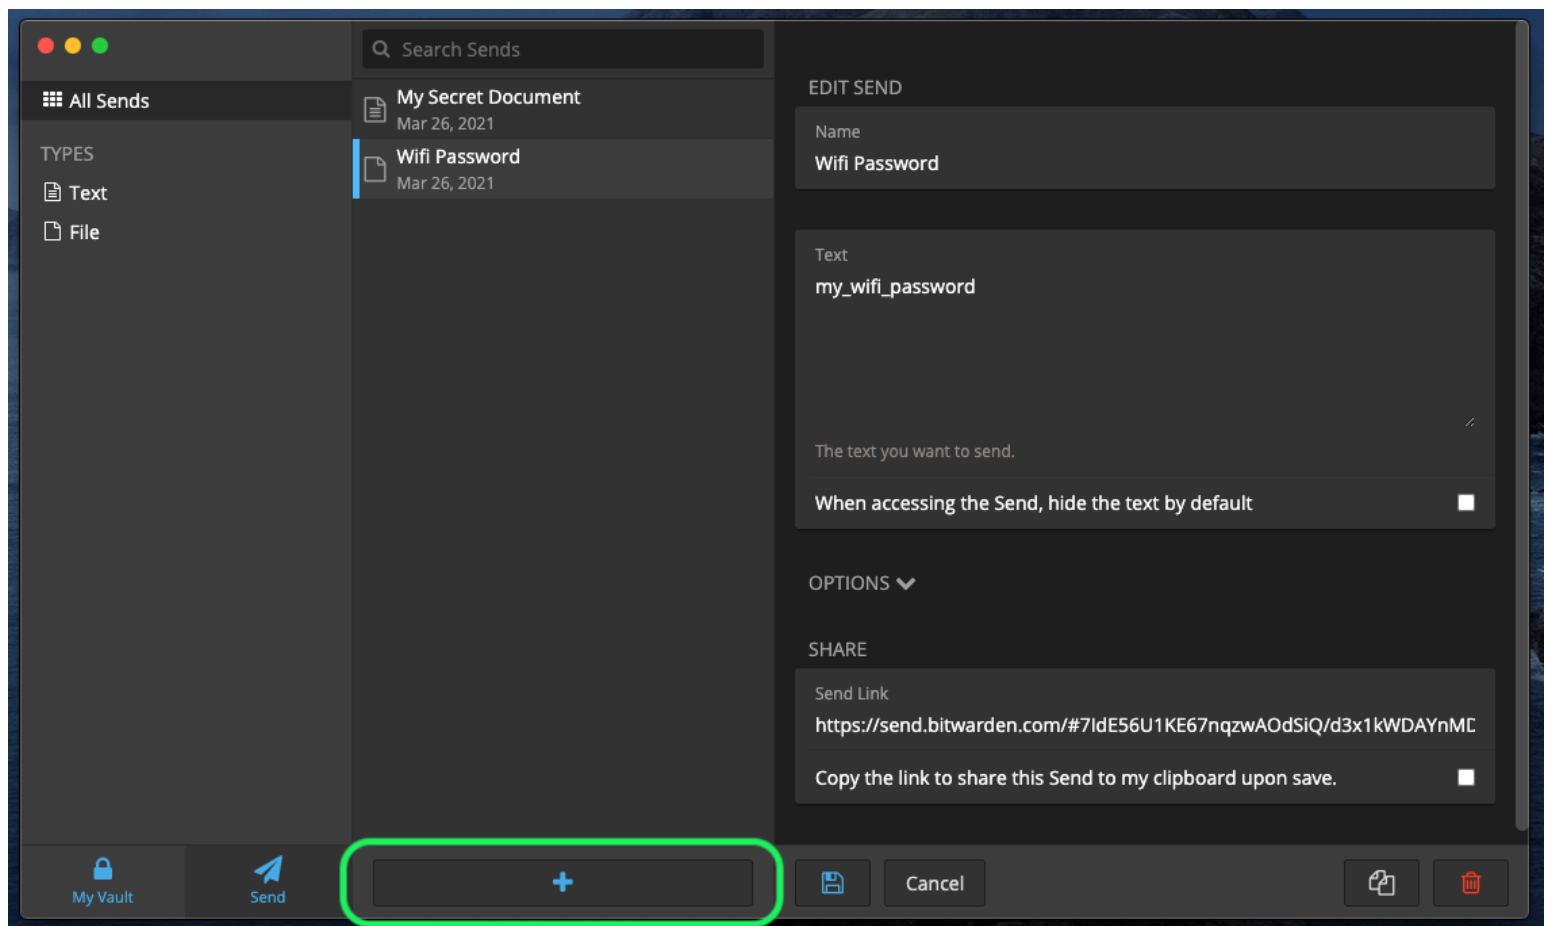 Search Sends
All Sends
TYPES
Text
File
My Secret Document
Mar 26, 2021
Wifi Password
Mar 26, 2021
EDIT SEND
Name
Wifi Password
Text
my_wifi_password
The text you want to send.
When accessing the Send, hide the text by default
OPTIONS
SHARE
Send Link
https://send.bitwarden.com/#7IdE56U1KE67nqzwAOdSiQ/d3x1kWDAYnMD
Copy the link to share this Send to my clipboard upon save.
My Vault
Send
Cancel